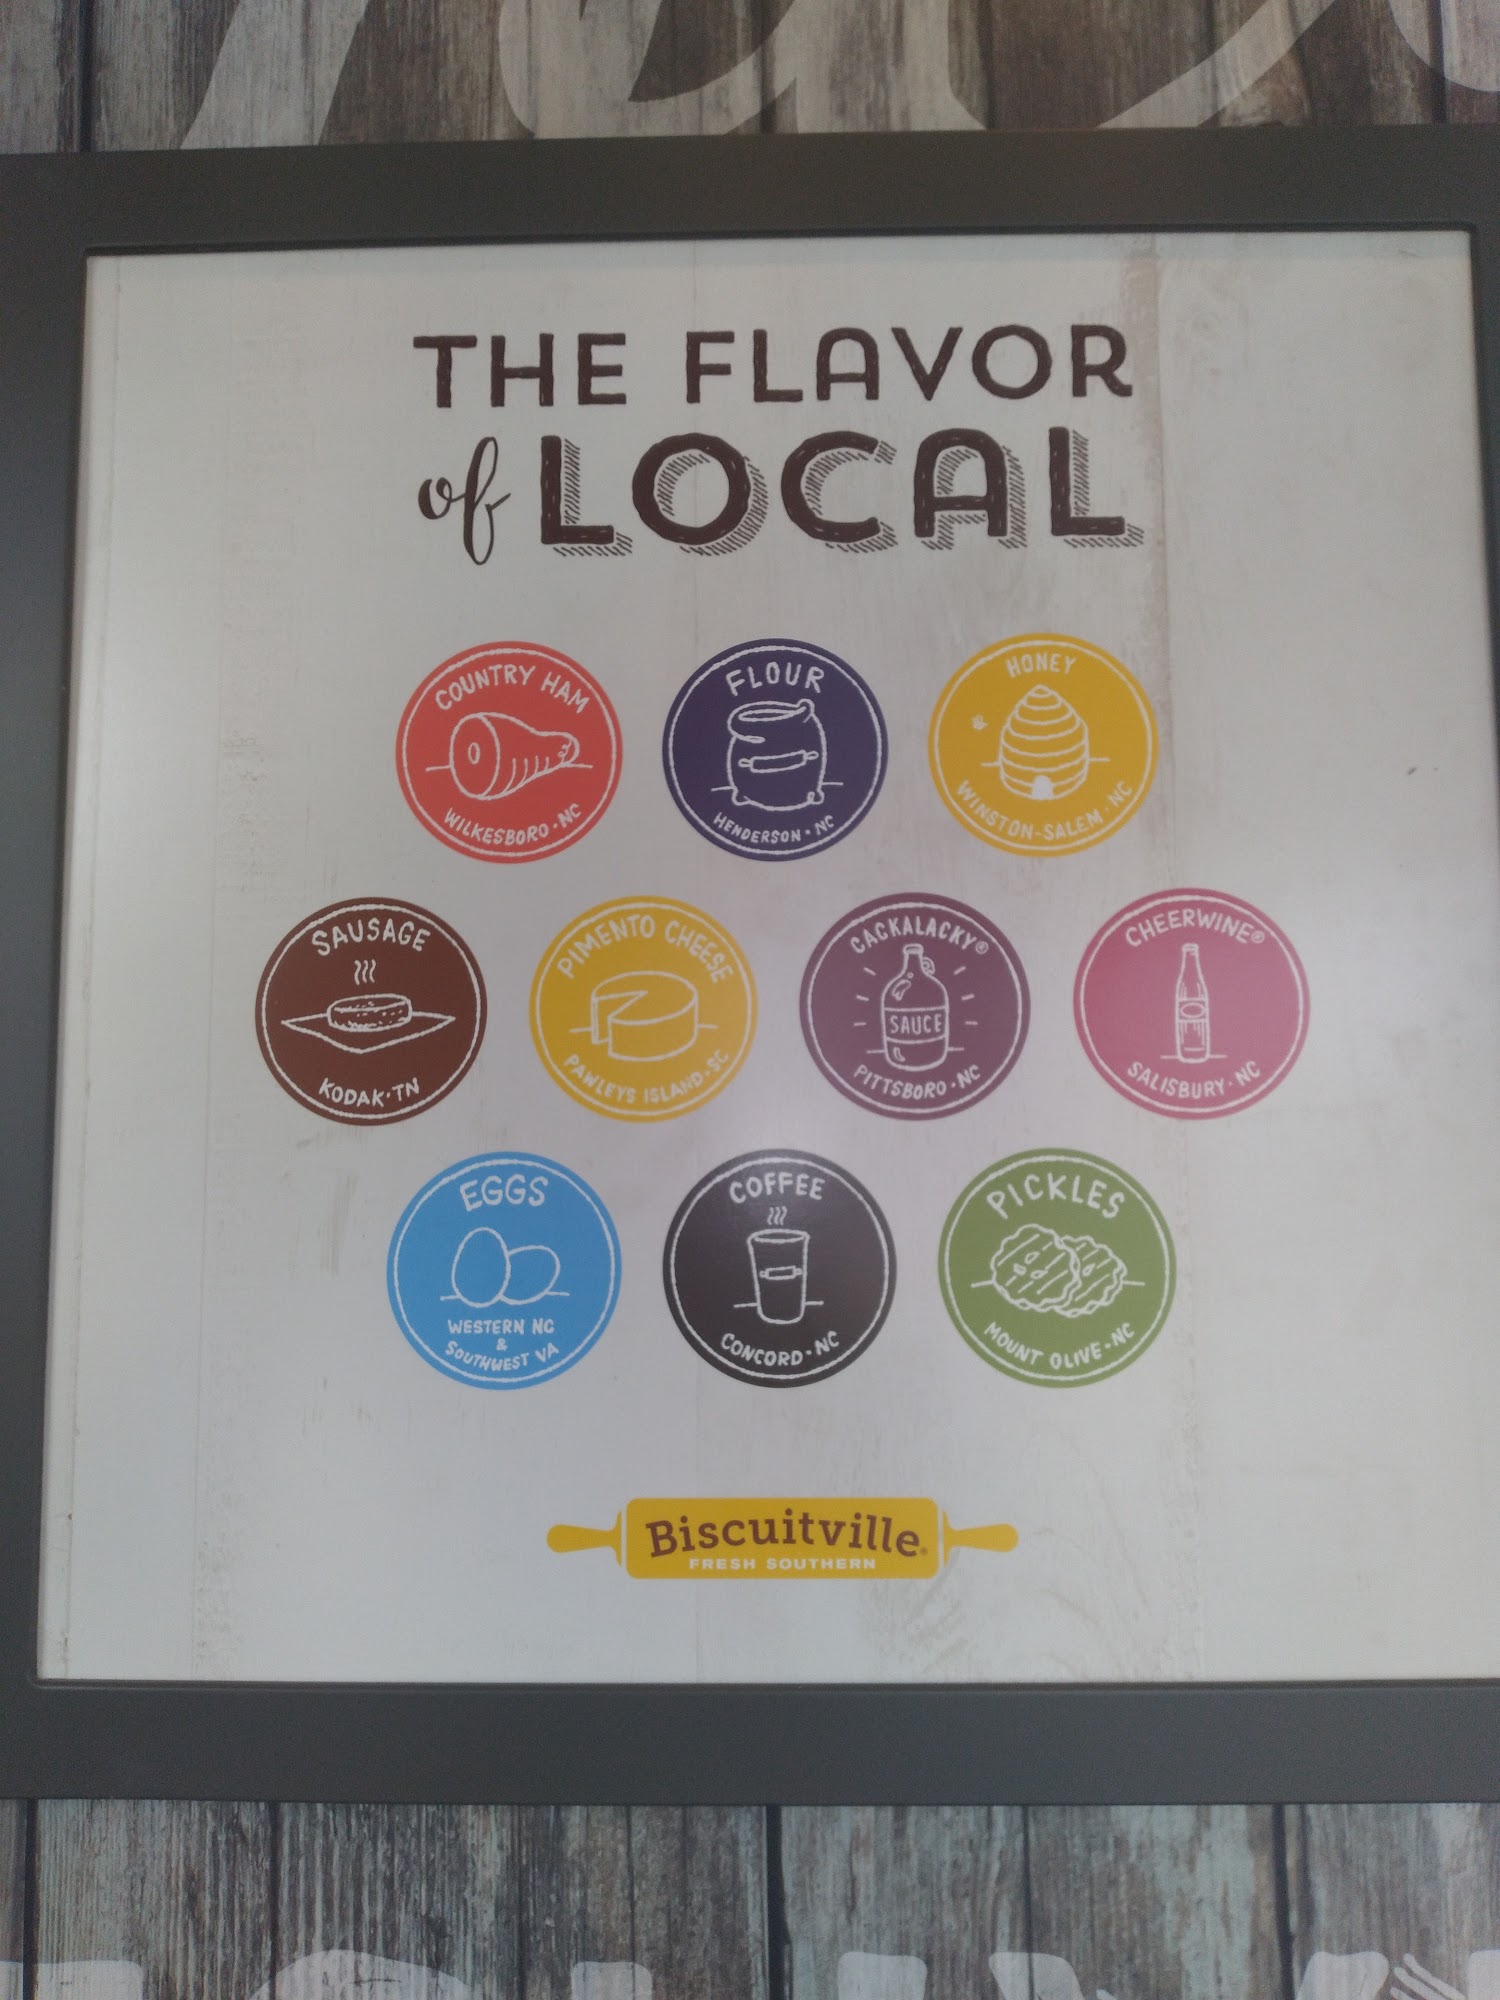 THE FLAVOR
of LOCAL
COUNTRY HAM
WILKESBORO · NC
FLOUR
HENDERSON · NC
HONEY
WINSTON-SALEM · NC
SAUSAGE
KODAK · TN
PIMENTO CHEESE
PAWLEYS ISLAND · SC
CACKALACKY®
SAUCE
PITTSBORO · NC
CHEERWINE®
SALISBURY · NC
EGGS
WESTERN NC
&
SOUTHWEST VA
COFFEE
CONCORD · NC
PICKLES
MOUNT OLIVE · NC
Biscuitville®
FRESH SOUTHERN